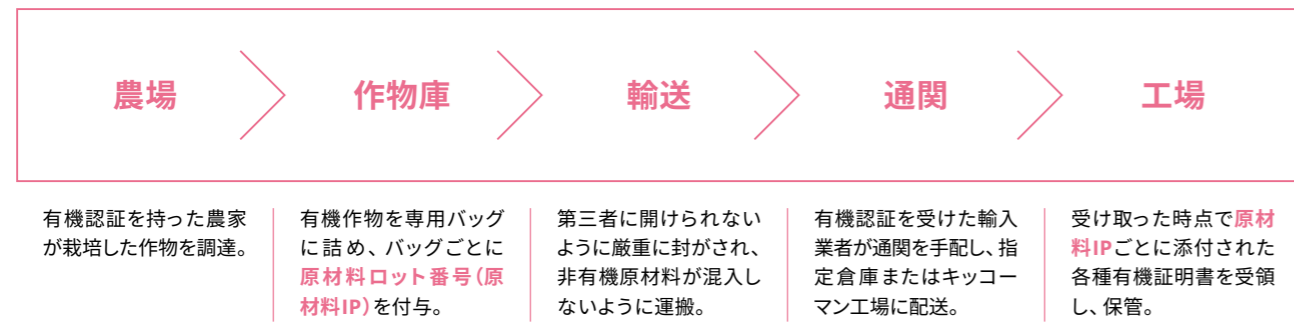 農場
作物庫
輸送
通関
工場
有機認証を持った農家
が栽培した作物を調達。
有機作物を専用バッグ
に詰め、バッグごとに
原材料ロット番号（原
材料IP）を付与。
第三者に開けられない
ように厳重に封がされ、
非有機原材料が混入し
ないように運搬。
有機認証を受けた輸入
業者が通関を手配し、指
定倉庫またはキッコー
マン工場に配送。
受け取った時点で原材
料IPごとに添付された
各種有機証明書を受領
し、保管。